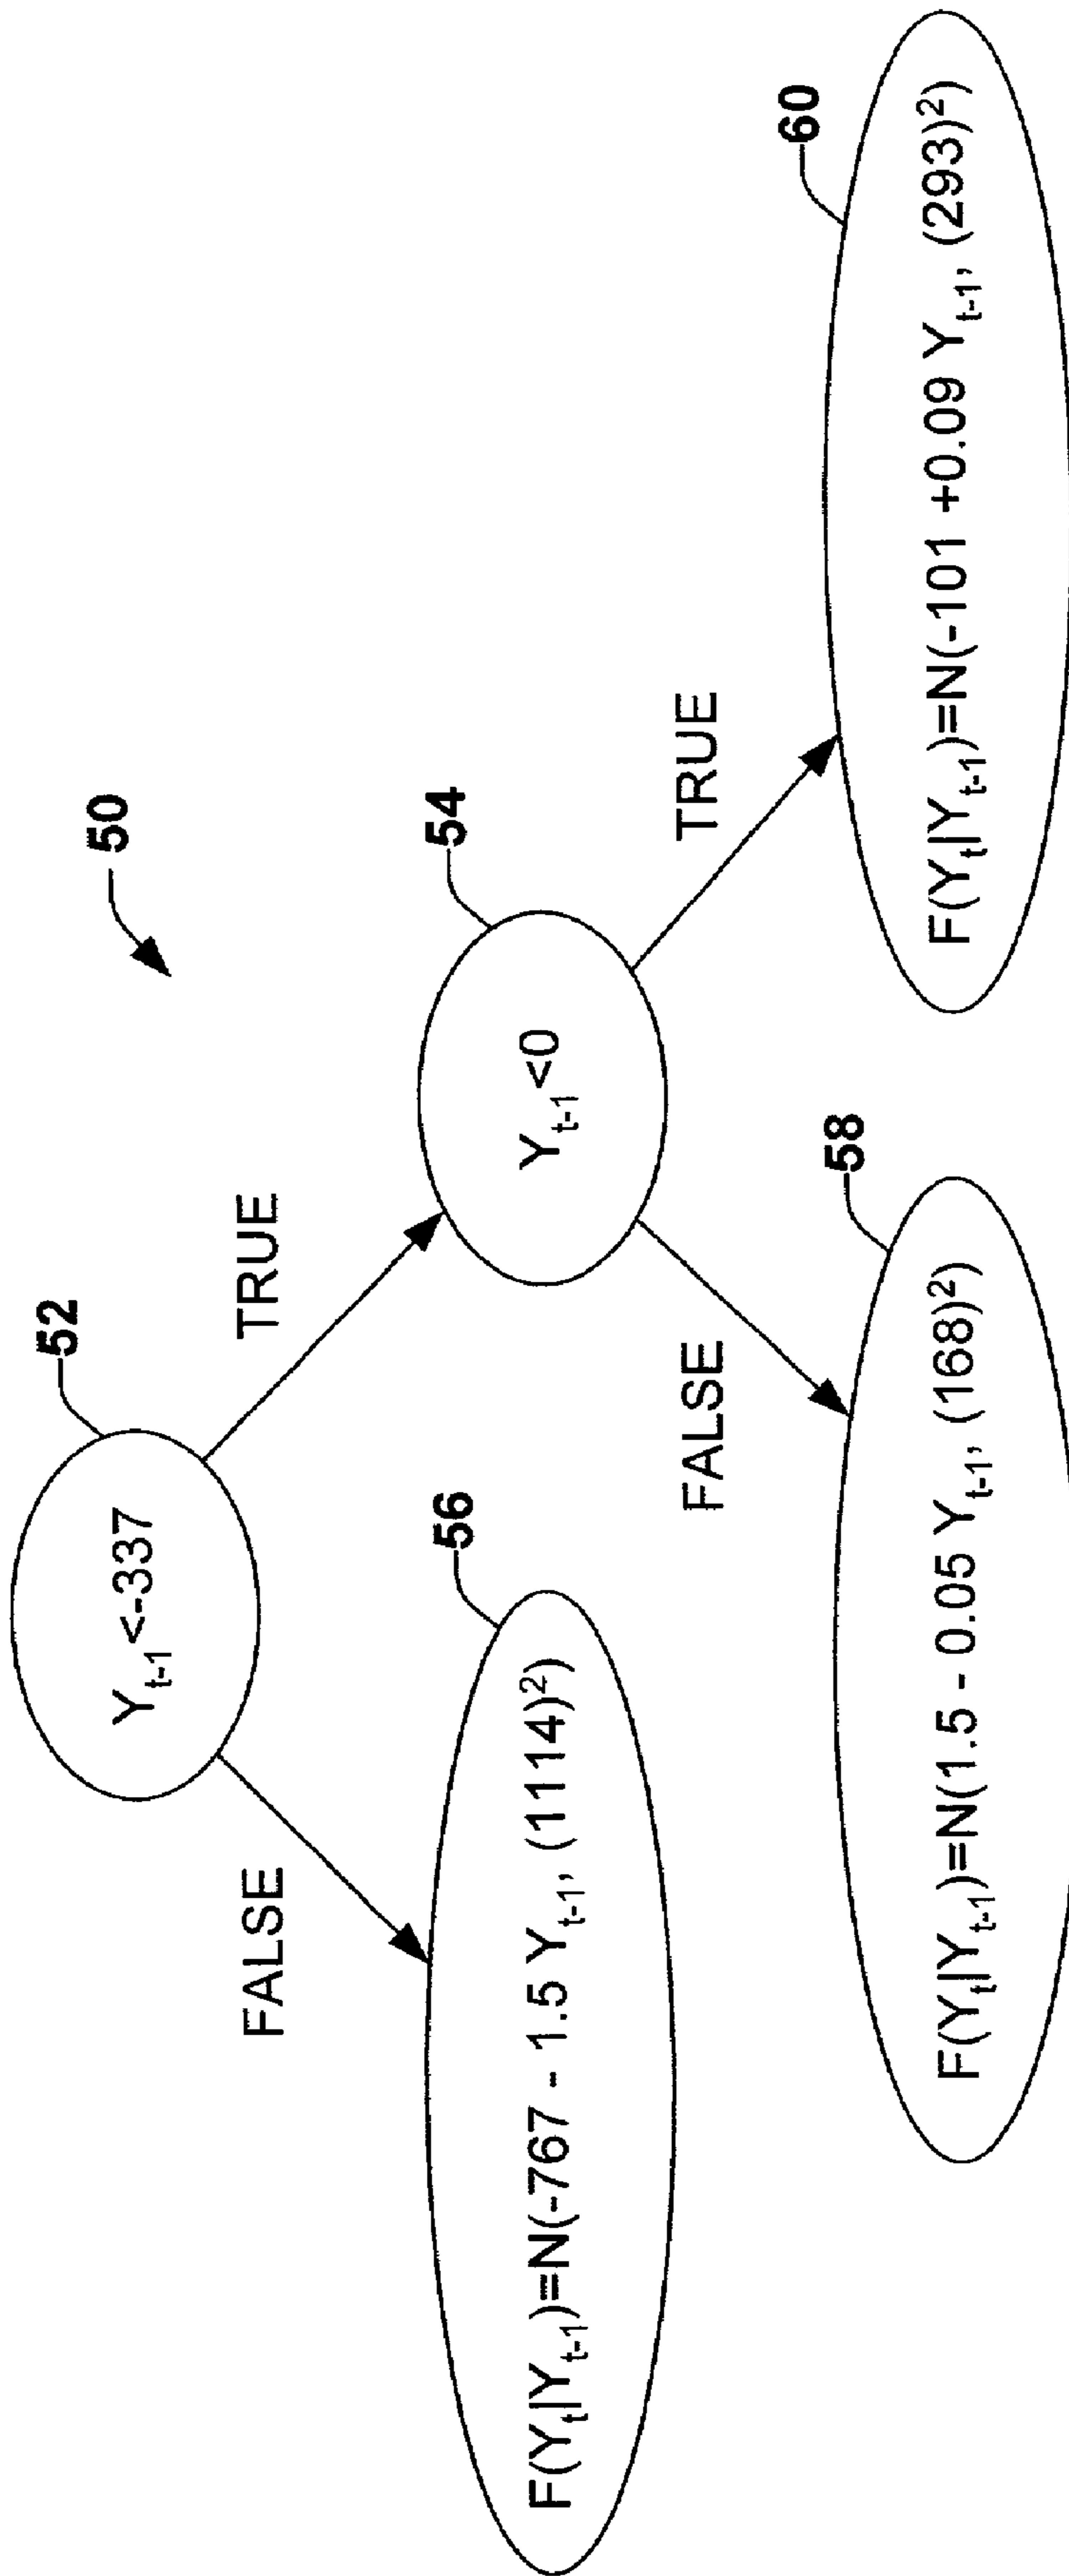 50
52
Y_{t-1} <-337
FALSE
TRUE
56
F(Y_t|Y_{t-1})=N(-767 - 1.5 Y_{t-1}, (1114)^2)
54
Y_{t-1} <0
FALSE
TRUE
58
F(Y_t|Y_{t-1})=N(1.5 - 0.05 Y_{t-1}, (168)^2)
60
F(Y_t|Y_{t-1})=N(-101 +0.09 Y_{t-1}, (293)^2)